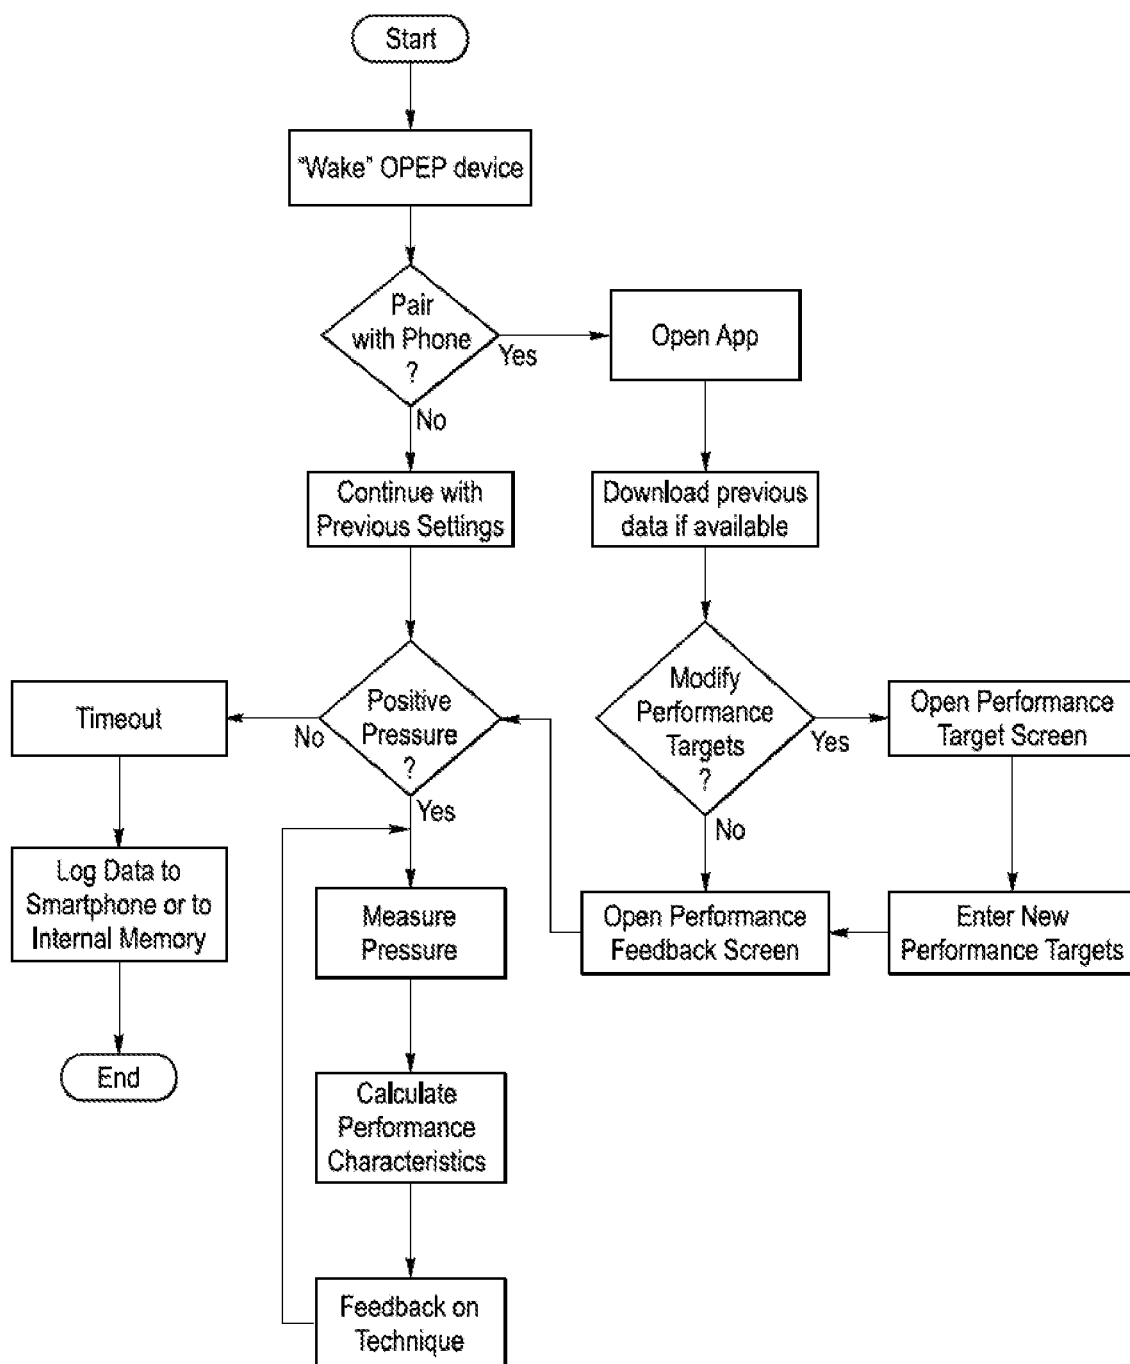 Start
"Wake" OPEP device
Pair
with Phone
?
Yes
No
Open App
Continue with
Previous Settings
Download previous
data if available
Positive
Pressure
?
No
Yes
Timeout
Modify
Performance
Targets
?
Yes
No
Open Performance
Target Screen
Log Data to
Smartphone or to
Internal Memory
Measure
Pressure
Open Performance
Feedback Screen
Enter New
Performance Targets
End
Calculate
Performance
Characteristics
Feedback on
Technique